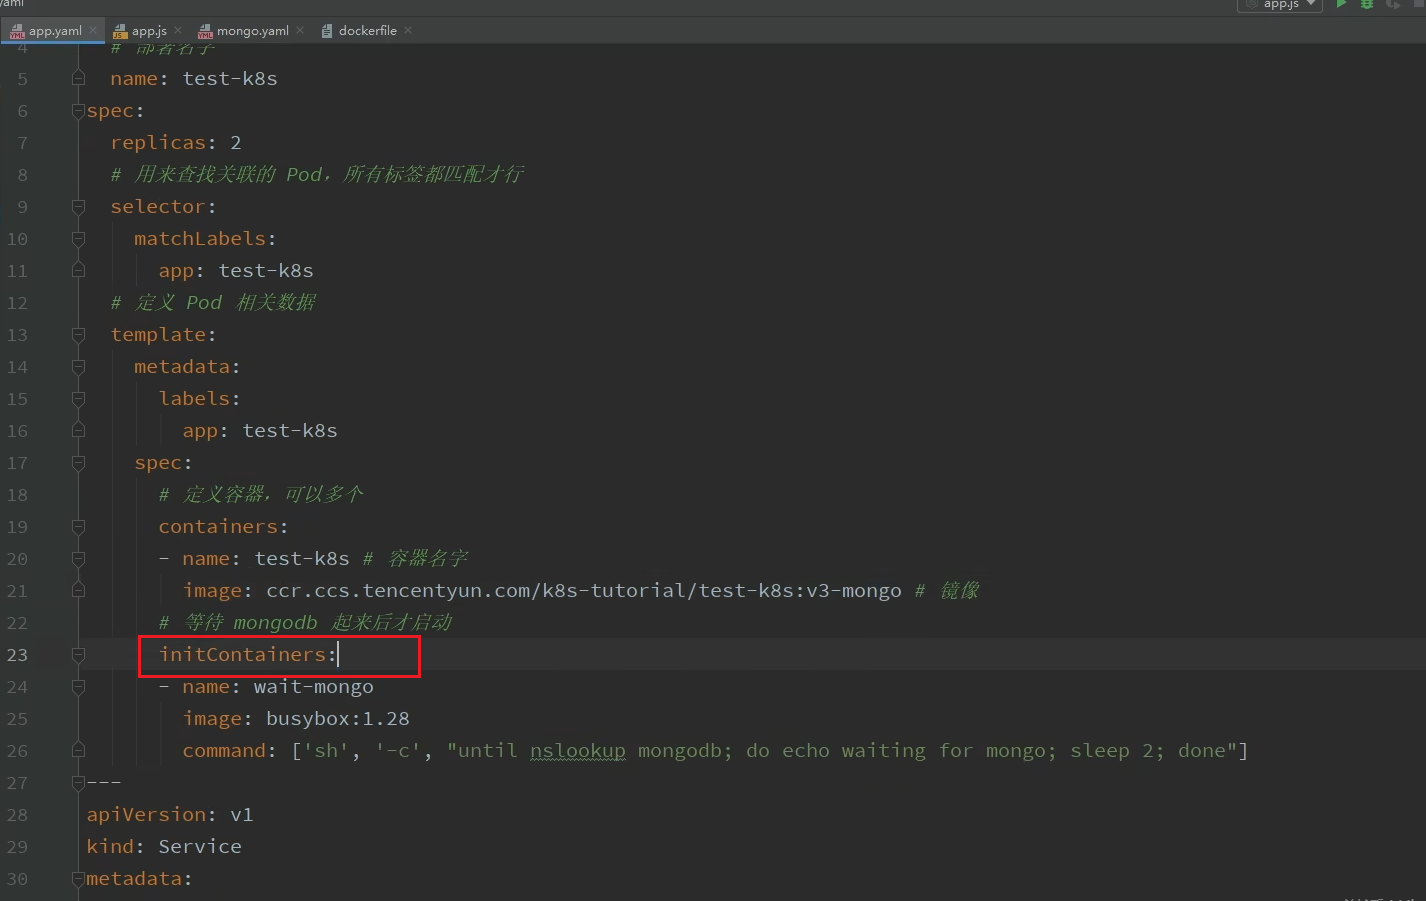 yaml
app.js
app.yaml
app.js
mongo.yaml
dockerfile
4 # 部署名字
5 name: test-k8s
6 spec:
7 replicas: 2
8 # 用来查找关联的 Pod，所有标签都匹配才行
9 selector:
10 matchLabels:
11 app: test-k8s
12 # 定义 Pod 相关数据
13 template:
14 metadata:
15 labels:
16 app: test-k8s
17 spec:
18 # 定义容器，可以多个
19 containers:
20 - name: test-k8s # 容器名字
21 image: ccr.ccs.tencentyun.com/k8s-tutorial/test-k8s:v3-mongo # 镜像
22 # 等待 mongodb 起来后才启动
23 initContainers:
24 - name: wait-mongo
25 image: busybox:1.28
26 command: ['sh', '-c', "until nslookup mongodb; do echo waiting for mongo; sleep 2; done"]
27 ---
28 apiVersion: v1
29 kind: Service
30 metadata: